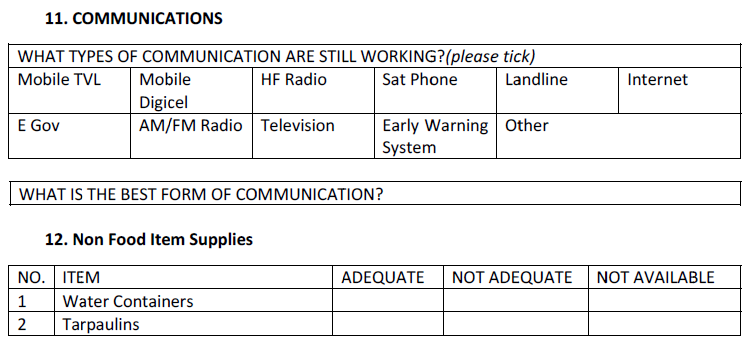 11. COMMUNICATIONS
WHAT TYPES OF COMMUNICATION ARE STILL WORKING?(please tick)
Mobile TVL Mobile Digicel HF Radio Sat Phone Landline Internet
E Gov AM/FM Radio Television Early Warning System Other
WHAT IS THE BEST FORM OF COMMUNICATION?
12. Non Food Item Supplies
NO. ITEM ADEQUATE NOT ADEQUATE NOT AVAILABLE
1 Water Containers
2 Tarpaulins